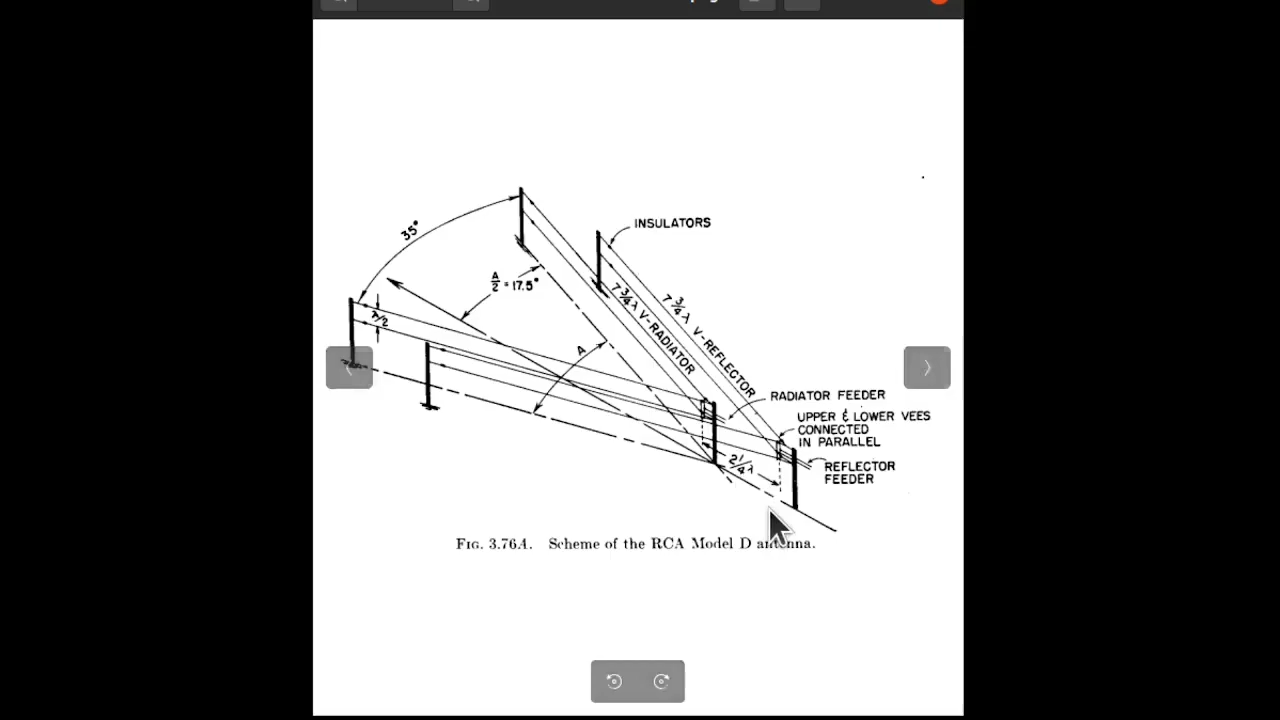 35°
INSULATORS
A/2 = 17.5°
λ/2
7 3/4 λ V-RADIATOR
7 3/4 λ V-REFLECTOR
A
RADIATOR FEEDER
UPPER & LOWER VEES
CONNECTED
IN PARALLEL
2 1/4 λ
REFLECTOR
FEEDER
FIG. 3.76A. Scheme of the RCA Model D antenna.